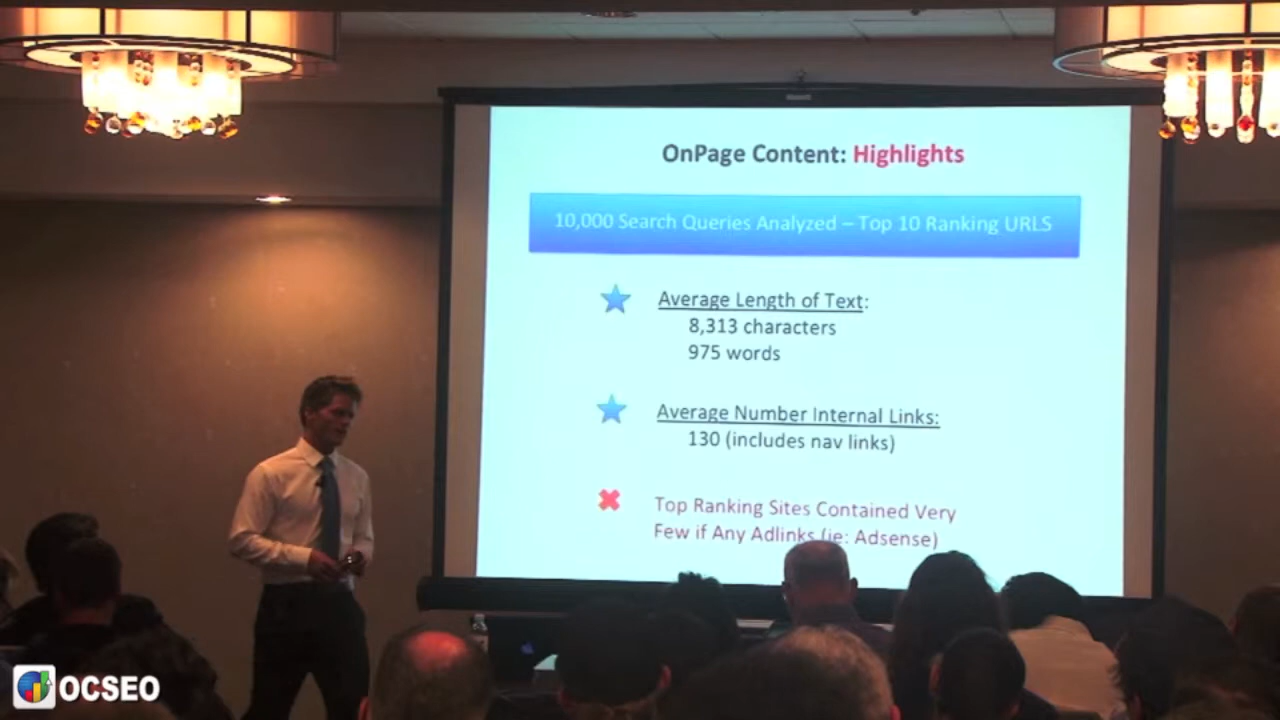 OnPage Content: Highlights
10,000 Search Queries Analyzed – Top 10 Ranking URLS
Average Length of Text:
8,313 characters
975 words
Average Number Internal Links:
130 (includes nav links)
Top Ranking Sites Contained Very
Few if Any Adlinks (ie: Adsense)
OCSEO